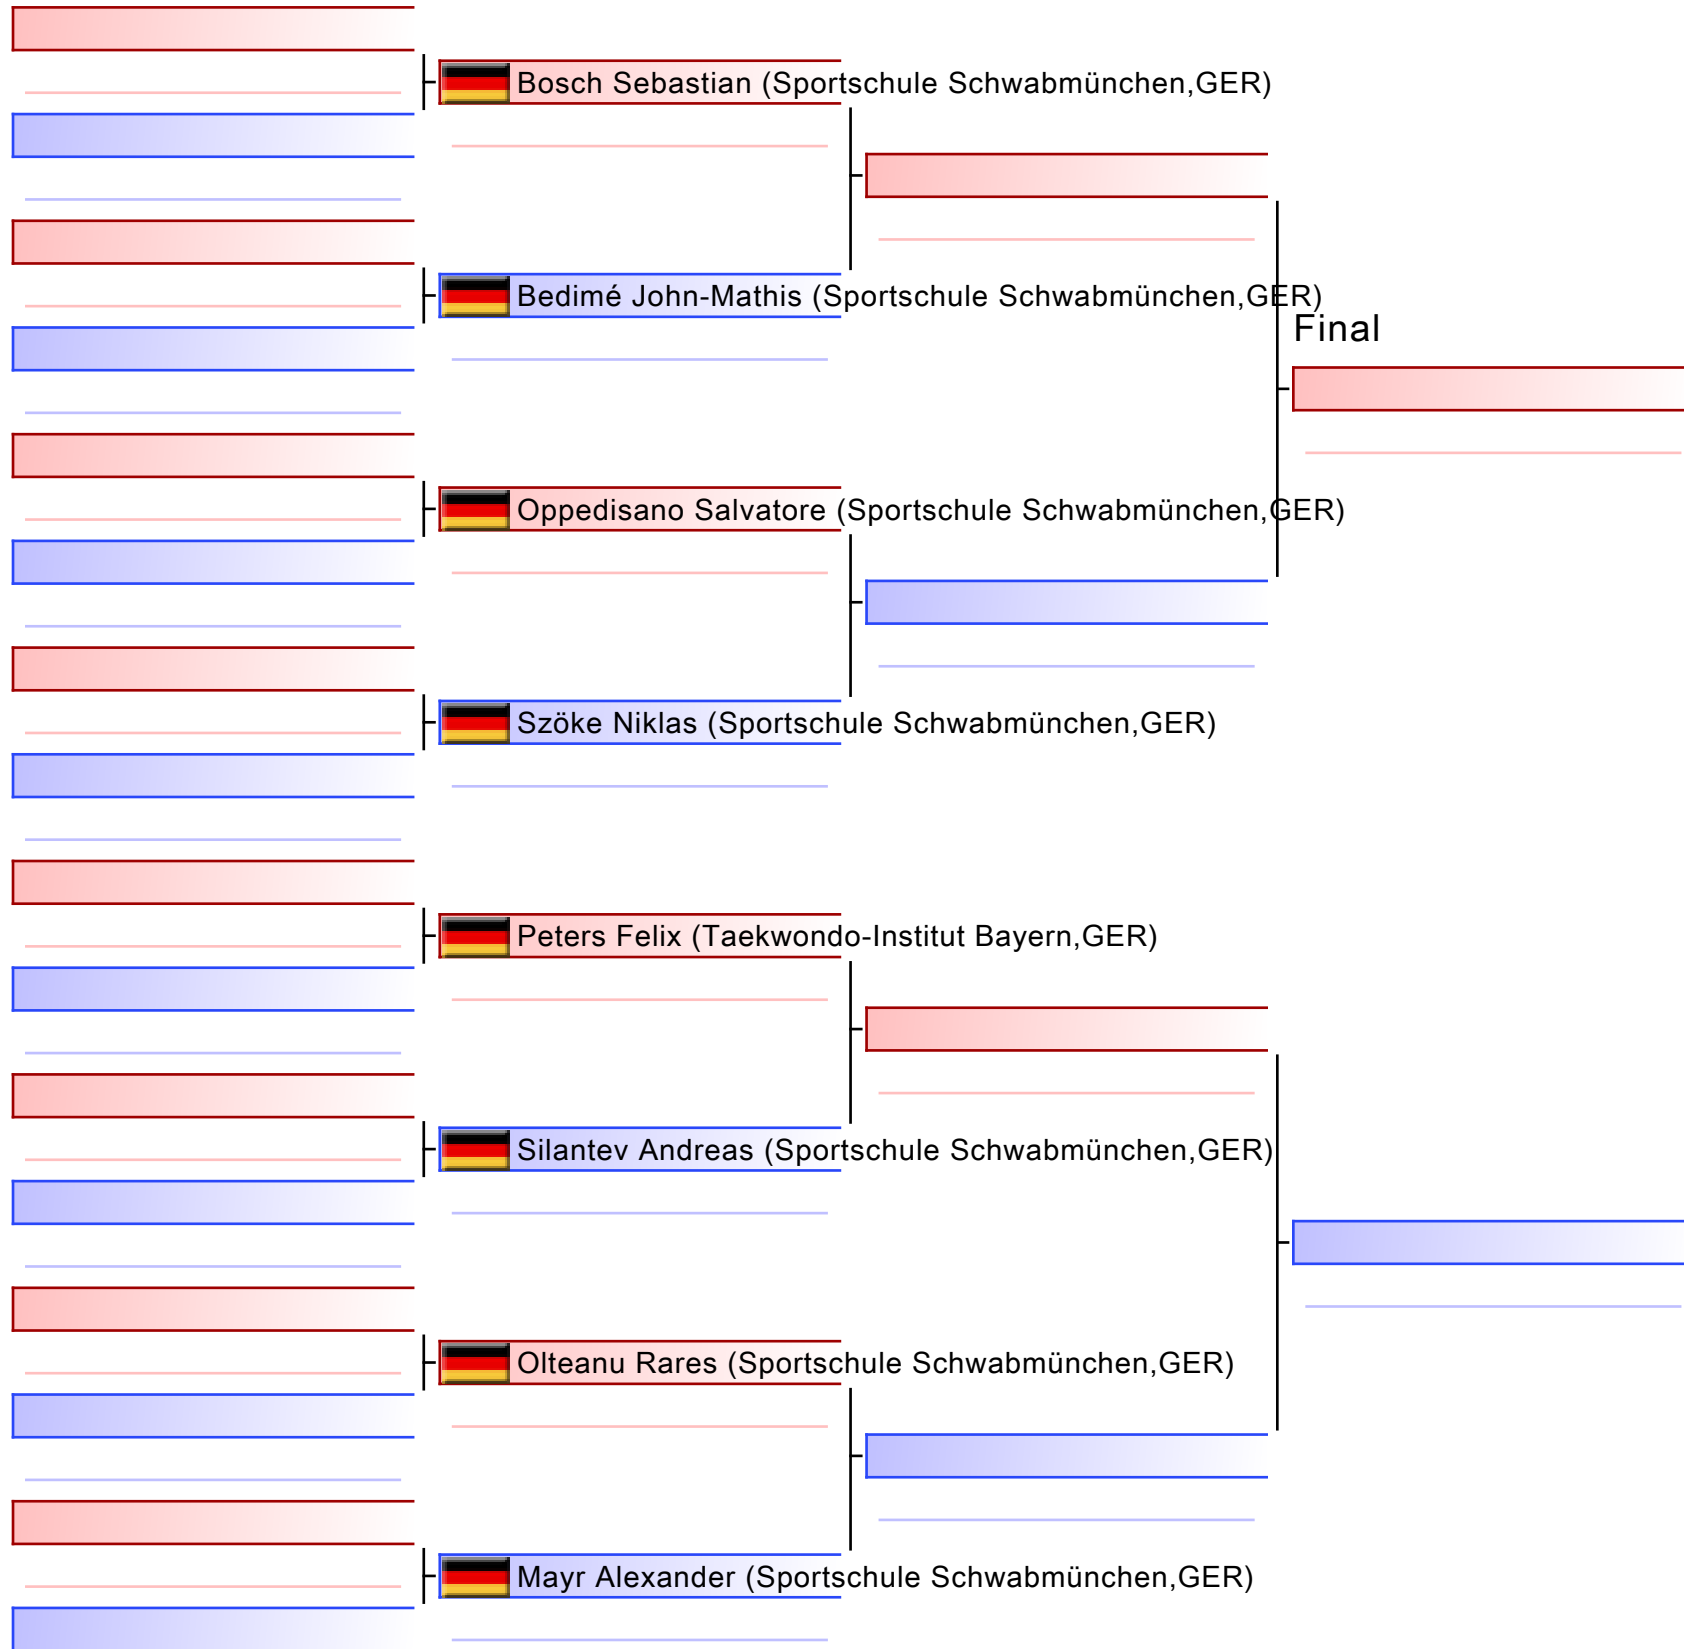 Bosch Sebastian (Sportschule Schwabmünchen,GER)
Bedimé John-Mathis (Sportschule Schwabmünchen,GER)
Final
Oppedisano Salvatore (Sportschule Schwabmünchen,GER)
Szöke Niklas (Sportschule Schwabmünchen,GER)
Peters Felix (Taekwondo-Institut Bayern,GER)
Silantev Andreas (Sportschule Schwabmünchen,GER)
Olteanu Rares (Sportschule Schwabmünchen,GER)
Mayr Alexander (Sportschule Schwabmünchen,GER)